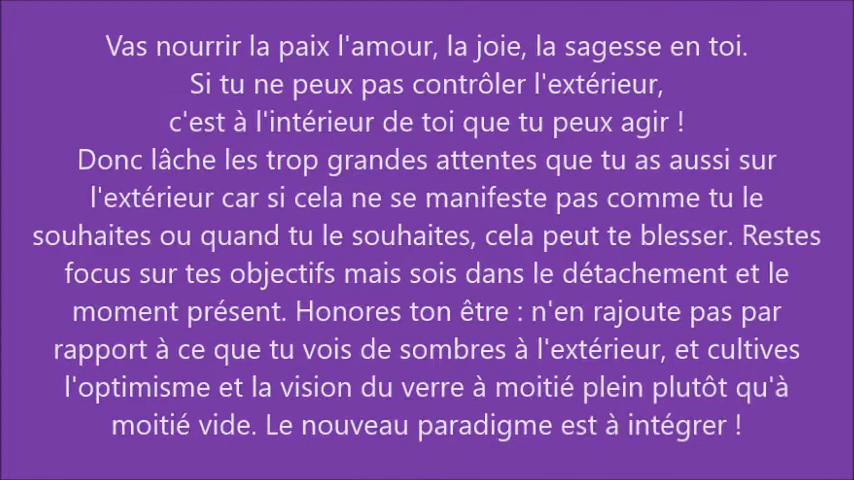 Vas nourrir la paix l'amour, la joie, la sagesse en toi.
Si tu ne peux pas contrôler l'extérieur,
c'est à l'intérieur de toi que tu peux agir !
Donc lâche les trop grandes attentes que tu as aussi sur
l'extérieur car si cela ne se manifeste pas comme tu le
souhaites ou quand tu le souhaites, cela peut te blesser. Restes
focus sur tes objectifs mais sois dans le détachement et le
moment présent. Honores ton être : n'en rajoute pas par
rapport à ce que tu vois de sombres à l'extérieur, et cultives
l'optimisme et la vision du verre à moitié plein plutôt qu'à
moitié vide. Le nouveau paradigme est à intégrer !